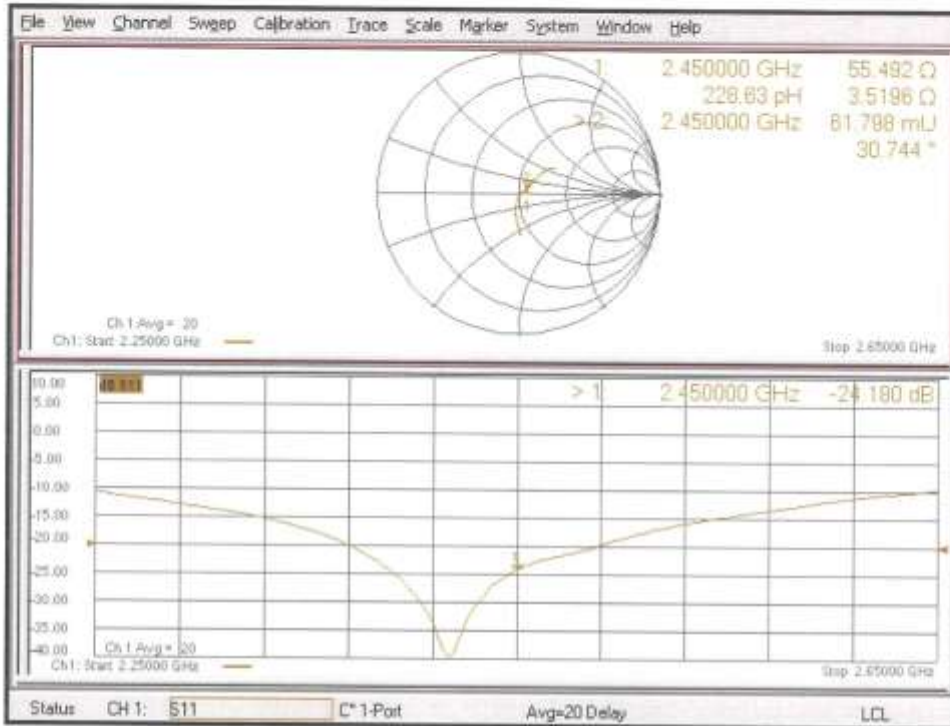 File View Channel Sweep Calibration Trace Scale Marker System Window Help
1 2.450000 GHz 55.492 Ω
228.63 pH 3.5196 Ω
> 2 2.450000 GHz 61.798 mU
30.744 °
Ch 1 Avg = 20
Ch1: Start 2.25000 GHz
Stop 2.65000 GHz
10.00
> 1 2.450000 GHz -24.180 dB
5.00
0.00
-5.00
-10.00
-15.00
-20.00
-25.00
-30.00
-35.00
-40.00
Ch 1 Avg = 20
Ch1: Start 2.25000 GHz
Stop 2.65000 GHz
Status CH 1: S11 C* 1-Port Avg=20 Delay LCL